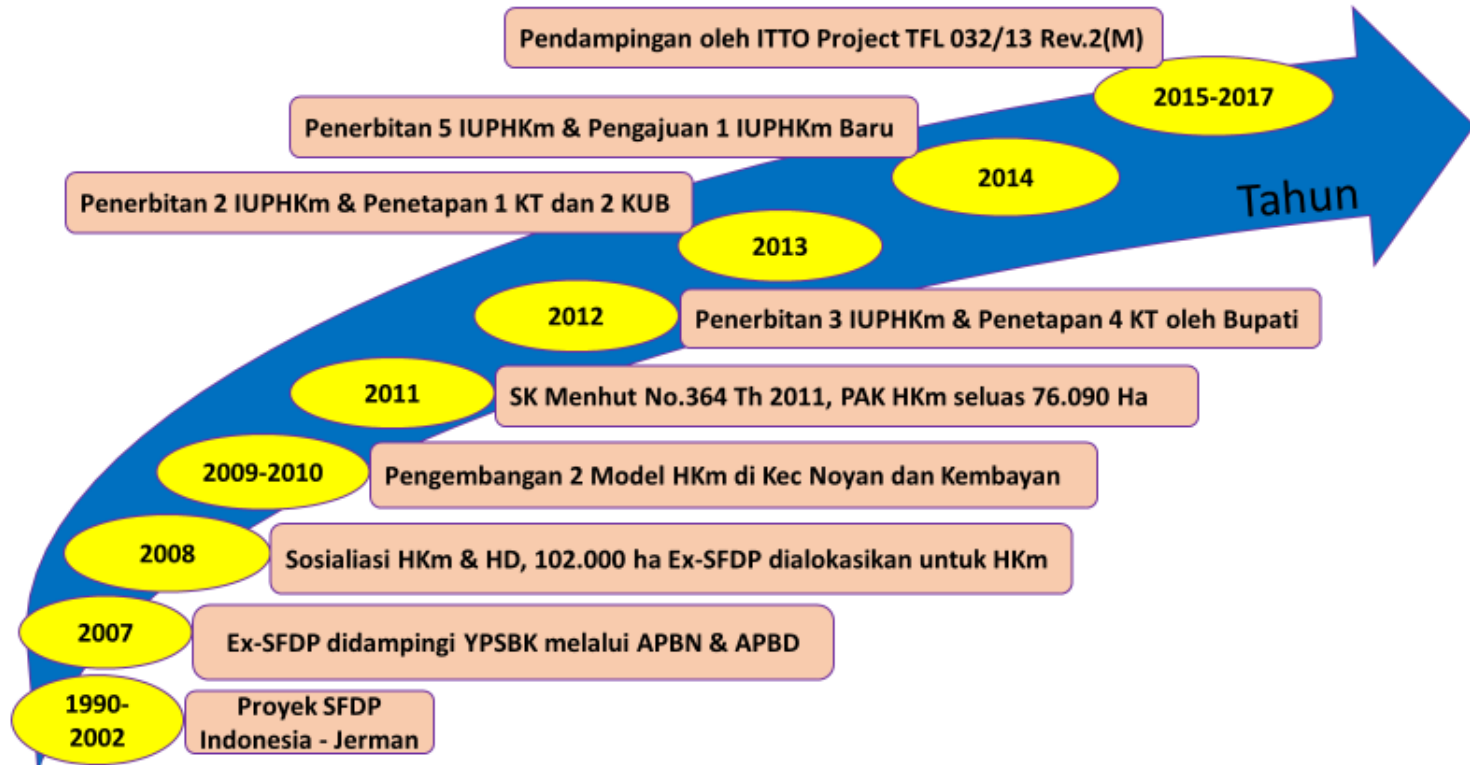 Pendampingan oleh ITTO Project TFL 032/13 Rev.2(M)
2015-2017
Penerbitan 5 IUPHKm & Pengajuan 1 IUPHKm Baru
2014
Tahun
Penerbitan 2 IUPHKm & Penetapan 1 KT dan 2 KUB
2013
2012
Penerbitan 3 IUPHKm & Penetapan 4 KT oleh Bupati
2011
SK Menhut No.364 Th 2011, PAK HKm seluas 76.090 Ha
2009-2010
Pengembangan 2 Model HKm di Kec Noyan dan Kembayan
2008
Sosialiasi HKm & HD, 102.000 ha Ex-SFDP dialokasikan untuk HKm
2007
Ex-SFDP didampingi YPSBK melalui APBN & APBD
1990-
2002
Proyek SFDP
Indonesia - Jerman